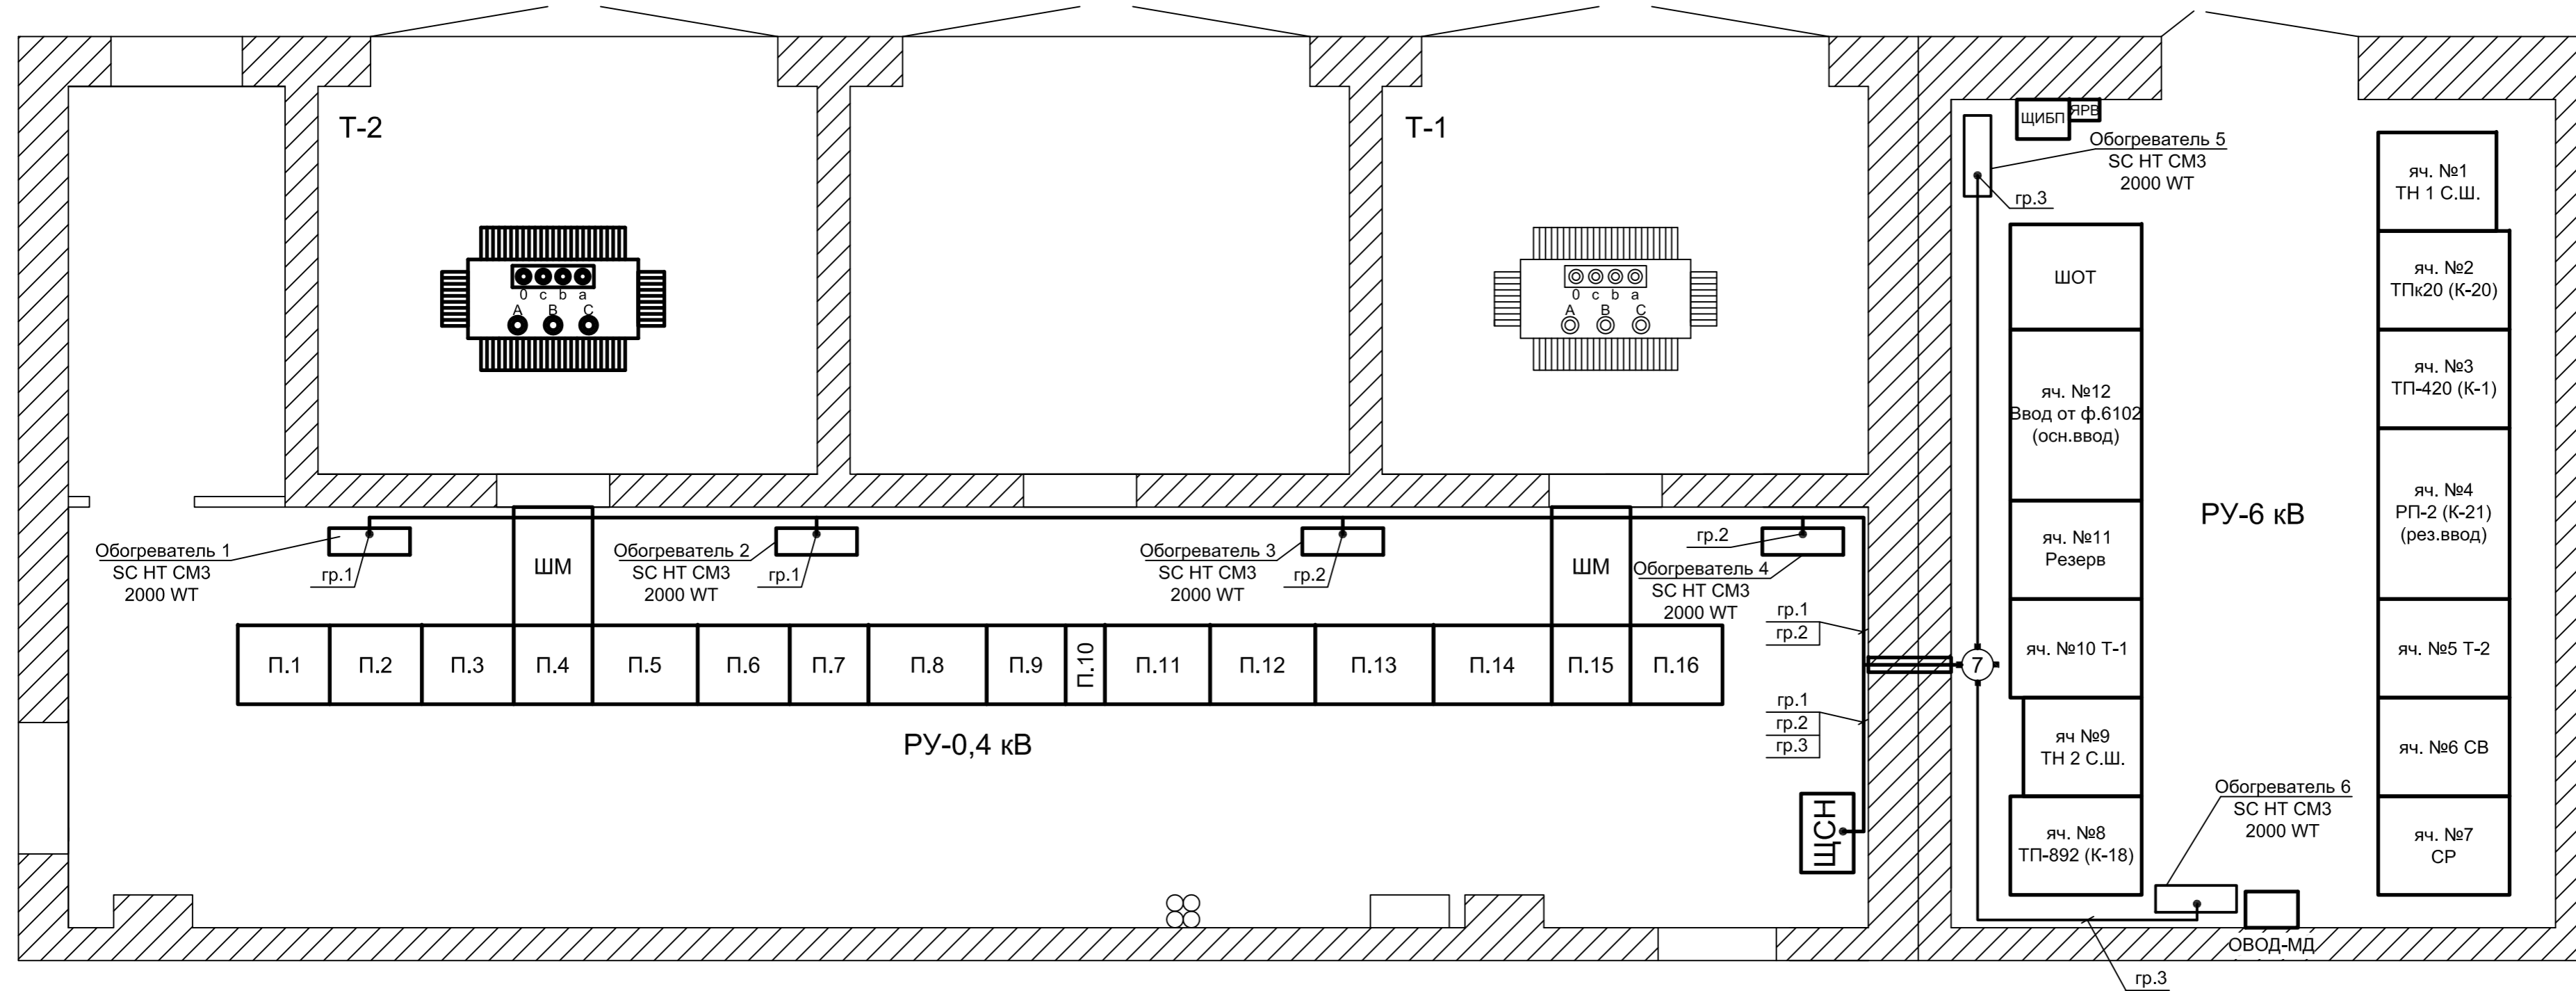 Т-2
Т-1
0 c b a
A B C
0 c b a
A B C
Обогреватель 1
SC HT CM3
2000 WT
гр.1
ШМ
Обогреватель 2
SC HT CM3
2000 WT
гр.1
Обогреватель 3
SC HT CM3
2000 WT
гр.2
ШМ
гр.2
Обогреватель 4
SC HT CM3
2000 WT
гр.1
гр.2
П.1
П.2
П.3
П.4
П.5
П.6
П.7
П.8
П.9
П.10
П.11
П.12
П.13
П.14
П.15
П.16
гр.1
гр.2
гр.3
РУ-0,4 кВ
ЩСН
7
ЩИБП
ЯРВ
Обогреватель 5
SC HT CM3
2000 WT
гр.3
ШОТ
яч. №12
Ввод от ф.6102
(осн.ввод)
яч. №11
Резерв
яч. №10 Т-1
яч №9
ТН 2 С.Ш.
яч. №8
ТП-892 (К-18)
РУ-6 кВ
яч. №1
ТН 1 С.Ш.
яч. №2
ТПк20 (К-20)
яч. №3
ТП-420 (К-1)
яч. №4
РП-2 (К-21)
(рез.ввод)
яч. №5 Т-2
яч. №6 СВ
яч. №7
СР
Обогреватель 6
SC HT CM3
2000 WT
ОВОД-МД
гр.3